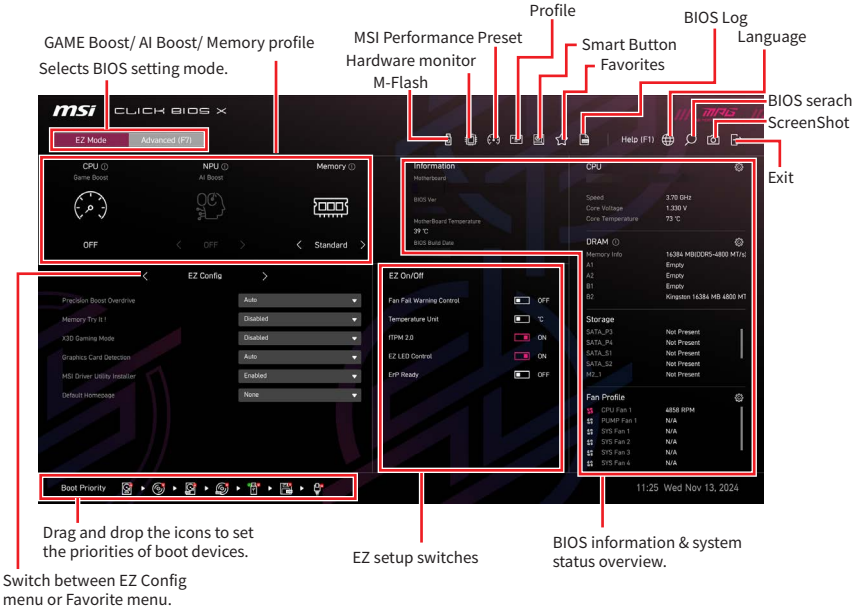 Profile
BIOS Log
GAME Boost/ AI Boost/ Memory profile
MSI Performance Preset
Smart Button
Language
Selects BIOS setting mode.
Hardware monitor
Favorites
M-Flash
msi CLICK BIOS X
MPG
BIOS serach
ScreenShot
Exit
EZ Mode
Advanced (F7)
Help (F1)
CPU
Game Boost
OFF
NPU
AI Boost
OFF
Memory
Standard
Information
Motherboard
BIOS Ver
MotherBoard Temperature
39 °C
BIOS Build Date
CPU
Speed 3.70 GHz
Core Voltage 1.330 V
Core Temperature 73 °C
DRAM
Memory Info 16384 MB(DDR5-4800 MT/s)
A1 Empty
A2 Empty
B1 Empty
B2 Kingston 16384 MB 4800 MT
Storage
SATA_P3 Not Present
SATA_P4 Not Present
SATA_S1 Not Present
SATA_S2 Not Present
M2_1 Not Present
Fan Profile
CPU Fan 1 4858 RPM
PUMP Fan 1 N/A
SYS Fan 1 N/A
SYS Fan 2 N/A
SYS Fan 3 N/A
SYS Fan 4 N/A
EZ Config
Precision Boost Overdrive Auto
Memory Try It ! Disabled
X3D Gaming Mode Disabled
Graphics Card Detection Auto
MSI Driver Utility Installer Enabled
Default Homepage None
EZ On/Off
Fan Fail Warning Control OFF
Temperature Unit °C
fTPM 2.0 ON
EZ LED Control ON
ErP Ready OFF
Boot Priority
11:25 Wed Nov 13, 2024
Drag and drop the icons to set
the priorities of boot devices.
EZ setup switches
BIOS information & system
status overview.
Switch between EZ Config
menu or Favorite menu.